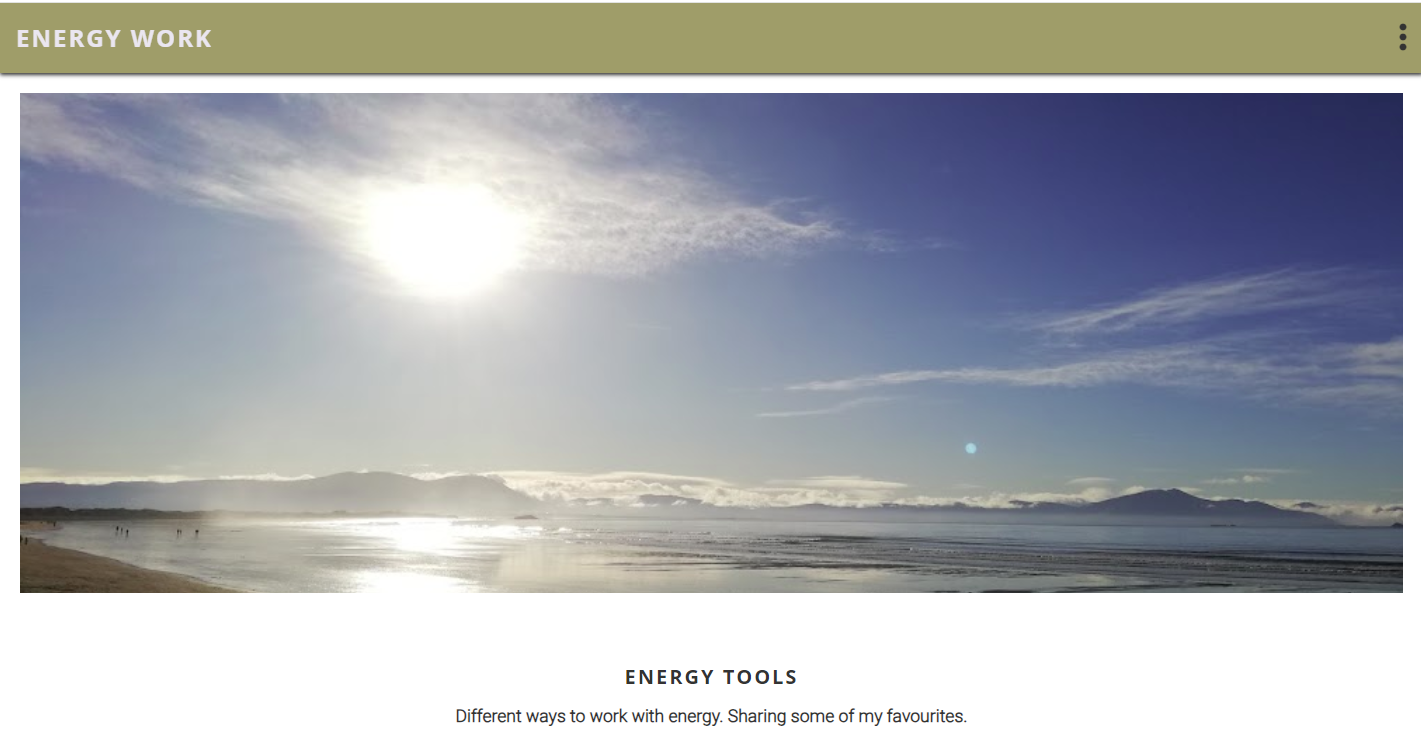 ENERGY WORK
ENERGY TOOLS
Different ways to work with energy. Sharing some of my favourites.